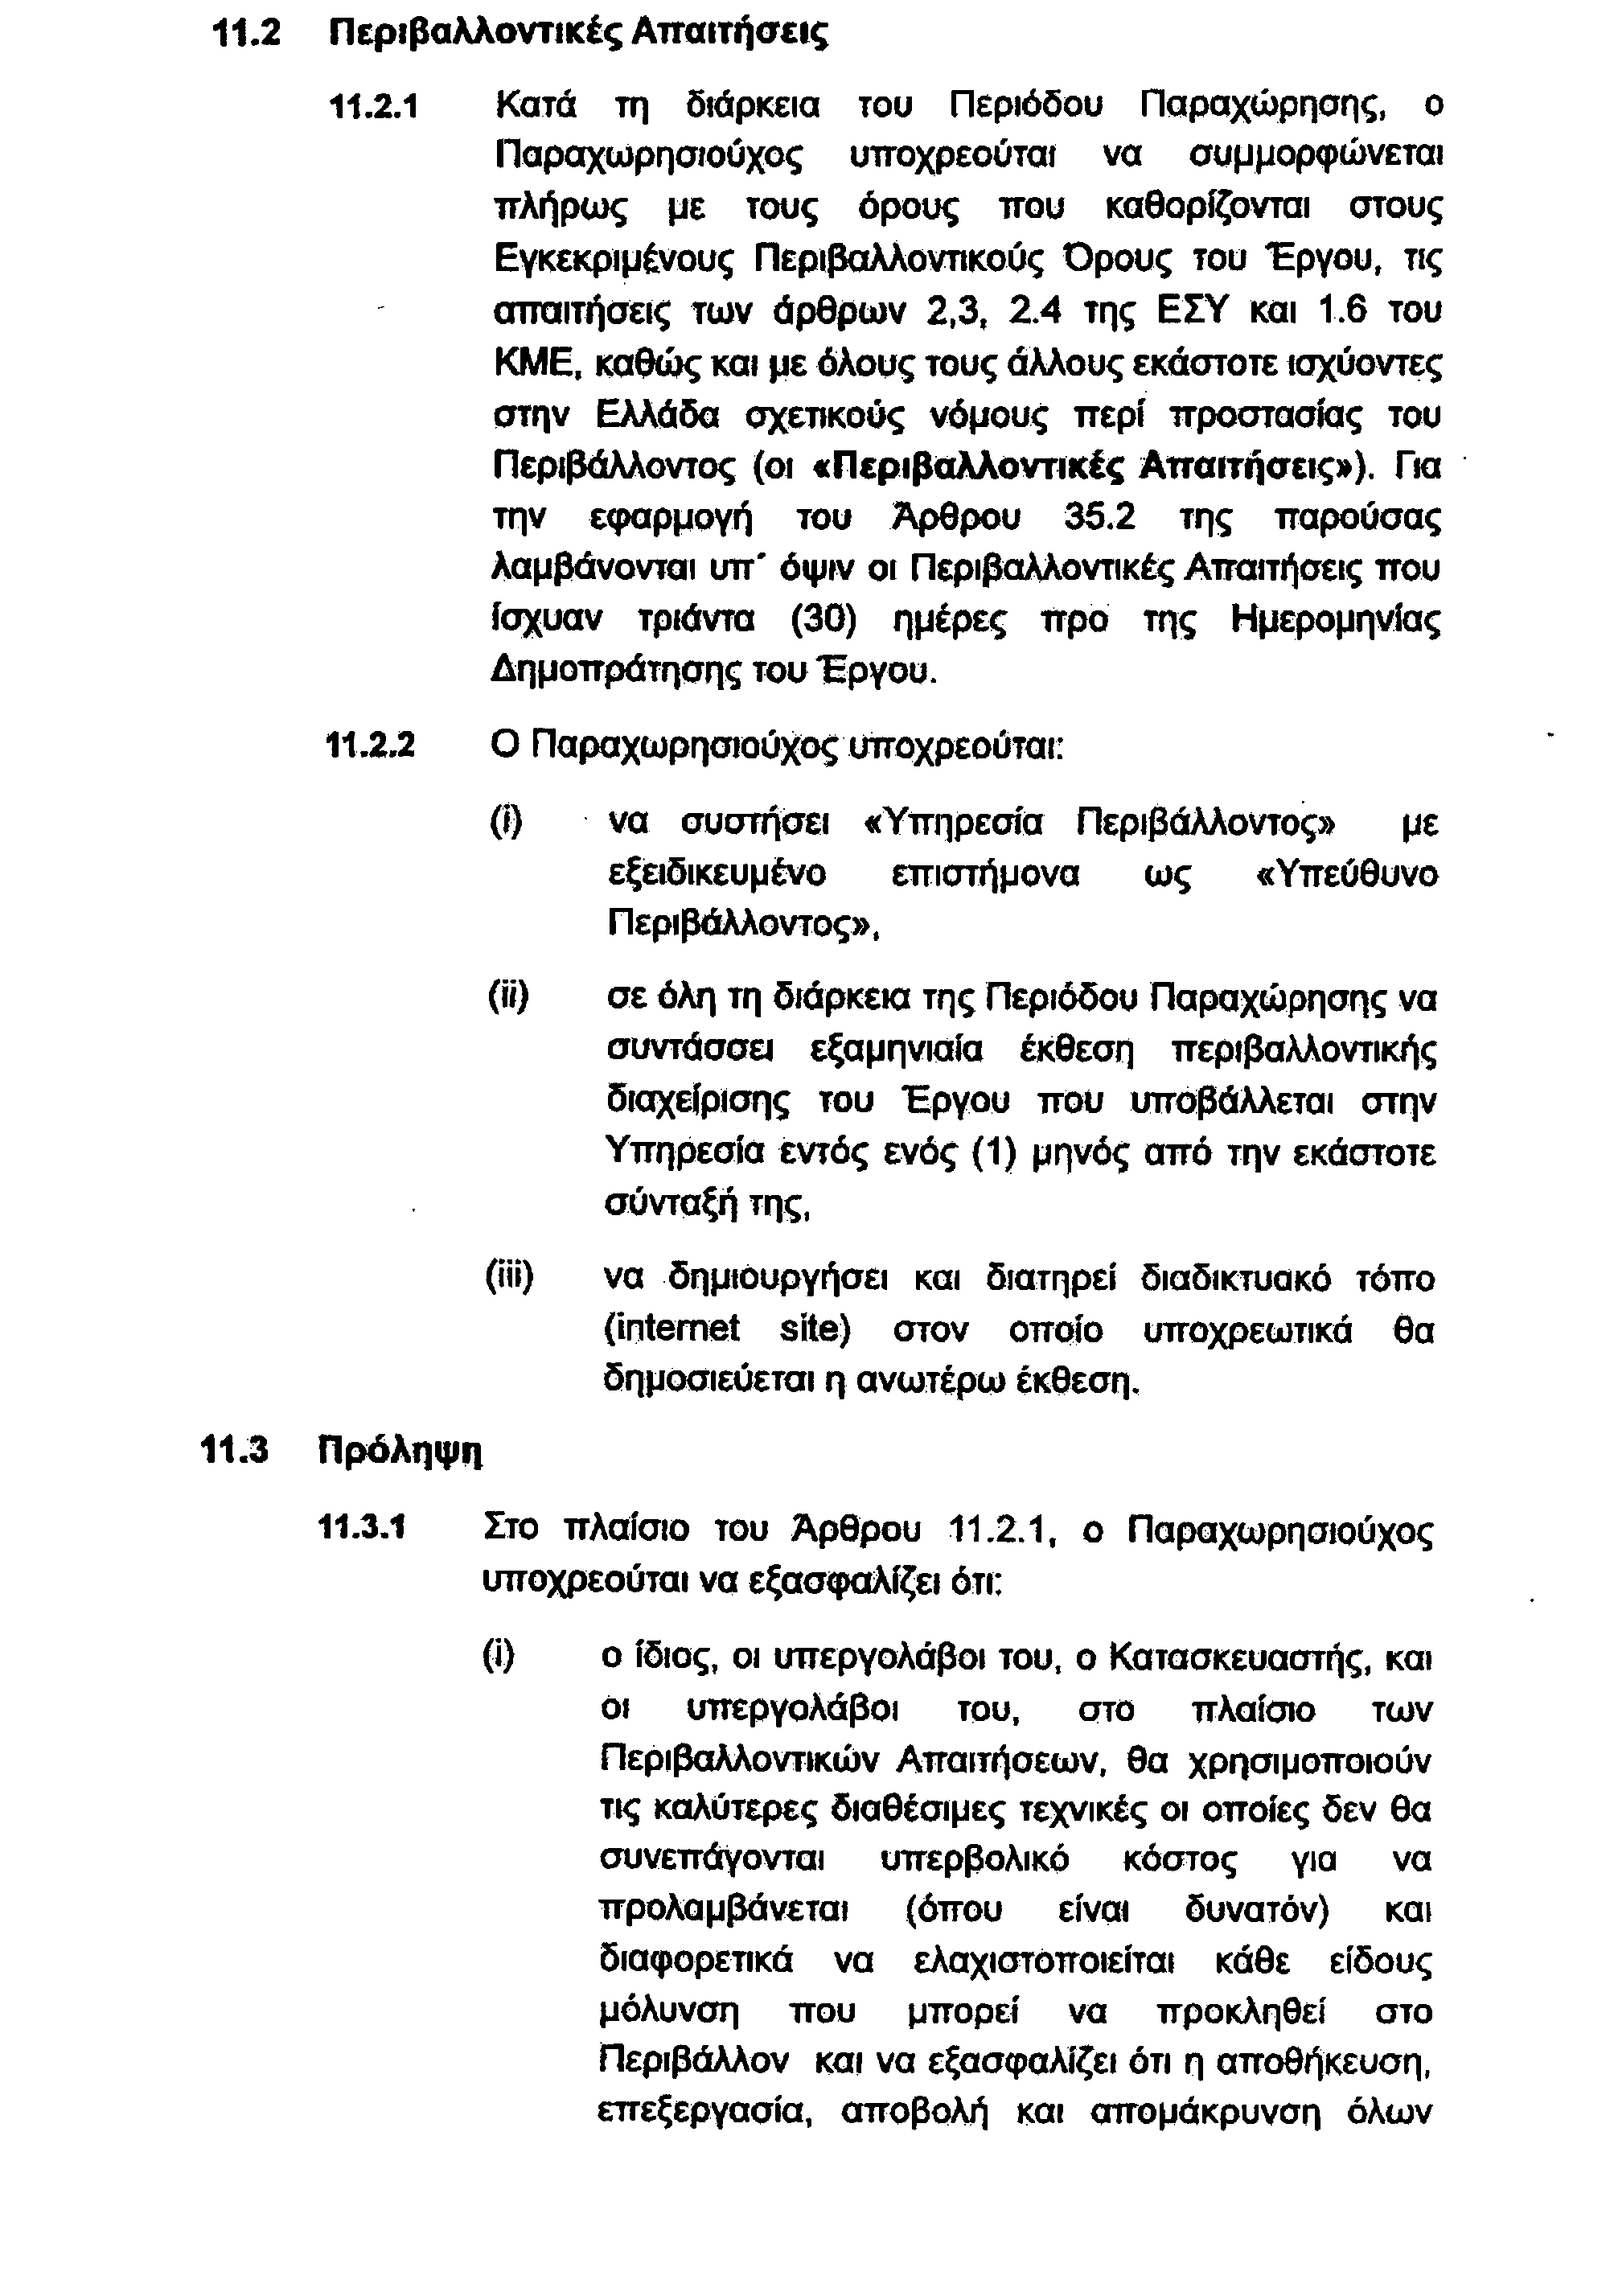 11.2 Περιβαλλοντικές Απαιτήσεις
11.2.1 Κατά τη διάρκεια του Περιόδου Παραχώρησης, ο
Παραχωρησιούχος υποχρεούται να συμμορφώνεται
πλήρως με τους όρους που καθορίζονται στους
Εγκεκριμένους Περιβαλλοντικούς Όρους του Έργου, τις
απαιτήσεις των άρθρων 2,3, 2.4 της ΕΣΥ και 1.6 του
ΚΜΕ, καθώς και με όλους τους άλλους εκάστοτε ισχύοντες
στην Ελλάδα σχετικούς νόμους περί προστασίας του
Περιβάλλοντος (οι «Περιβαλλοντικές Απαιτήσεις»). Για
την εφαρμογή του Άρθρου 35.2 της παρούσας
λαμβάνονται υπ' όψιν οι Περιβαλλοντικές Απαιτήσεις που
ίσχυαν τριάντα (30) ημέρες προ της Ημερομηνίας
Δημοπράτησης του Έργου.
11.2.2 Ο Παραχωρησιούχος υποχρεούται:
(i) να συστήσει «Υπηρεσία Περιβάλλοντος» με
εξειδικευμένο επιστήμονα ως «Υπεύθυνο
Περιβάλλοντος»,
(ii) σε όλη τη διάρκεια της Περιόδου Παραχώρησης να
συντάσσει εξαμηνιαία έκθεση περιβαλλοντικής
διαχείρισης του Έργου που υποβάλλεται στην
Υπηρεσία εντός ενός (1) μηνός από την εκάστοτε
σύνταξή της,
(iii) να δημιουργήσει και διατηρεί διαδικτυακό τόπο
(internet site) στον οποίο υποχρεωτικά θα
δημοσιεύεται η ανωτέρω έκθεση.
11.3 Πρόληψη
11.3.1 Στο πλαίσιο του Άρθρου 11.2.1, ο Παραχωρησιούχος
υποχρεούται να εξασφαλίζει ότι:
(i) ο ίδιος, οι υπεργολάβοι του, ο Κατασκευαστής, και
οι υπεργολάβοι του, στο πλαίσιο των
Περιβαλλοντικών Απαιτήσεων, θα χρησιμοποιούν
τις καλύτερες διαθέσιμες τεχνικές οι οποίες δεν θα
συνεπάγονται υπερβολικό κόστος για να
προλαμβάνεται (όπου είναι δυνατόν) και
διαφορετικά να ελαχιστοποιείται κάθε είδους
μόλυνση που μπορεί να προκληθεί στο
Περιβάλλον και να εξασφαλίζει ότι η αποθήκευση,
επεξεργασία, αποβολή και απομάκρυνση όλων